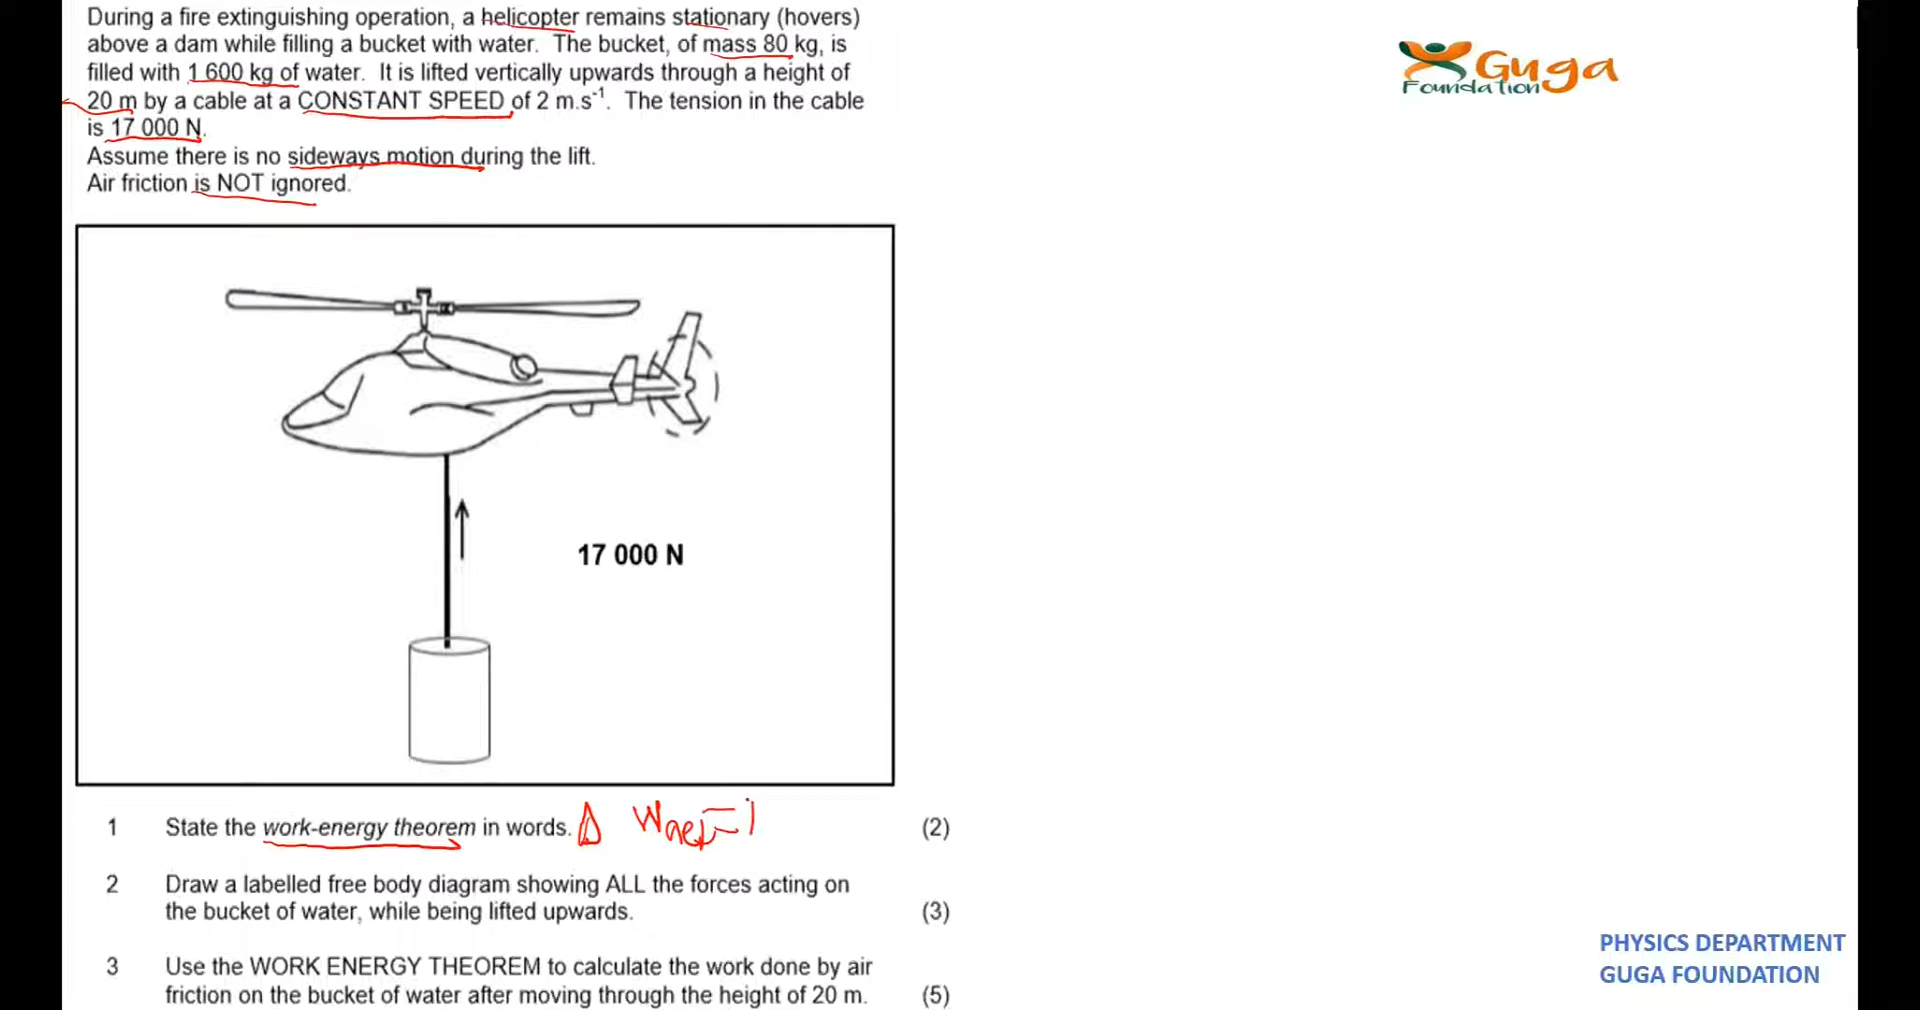 During a fire extinguishing operation, a helicopter remains stationary (hovers)
above a dam while filling a bucket with water. The bucket, of mass 80 kg, is
filled with 1 600 kg of water. It is lifted vertically upwards through a height of
20 m by a cable at a CONSTANT SPEED of 2 m.s⁻¹. The tension in the cable
is 17 000 N.
Assume there is no sideways motion during the lift.
Air friction is NOT ignored.
Guga
Foundation
17 000 N
1 State the work-energy theorem in words. Δ Wnet = (2)
2 Draw a labelled free body diagram showing ALL the forces acting on
the bucket of water, while being lifted upwards. (3)
3 Use the WORK ENERGY THEOREM to calculate the work done by air
friction on the bucket of water after moving through the height of 20 m. (5)
PHYSICS DEPARTMENT
GUGA FOUNDATION